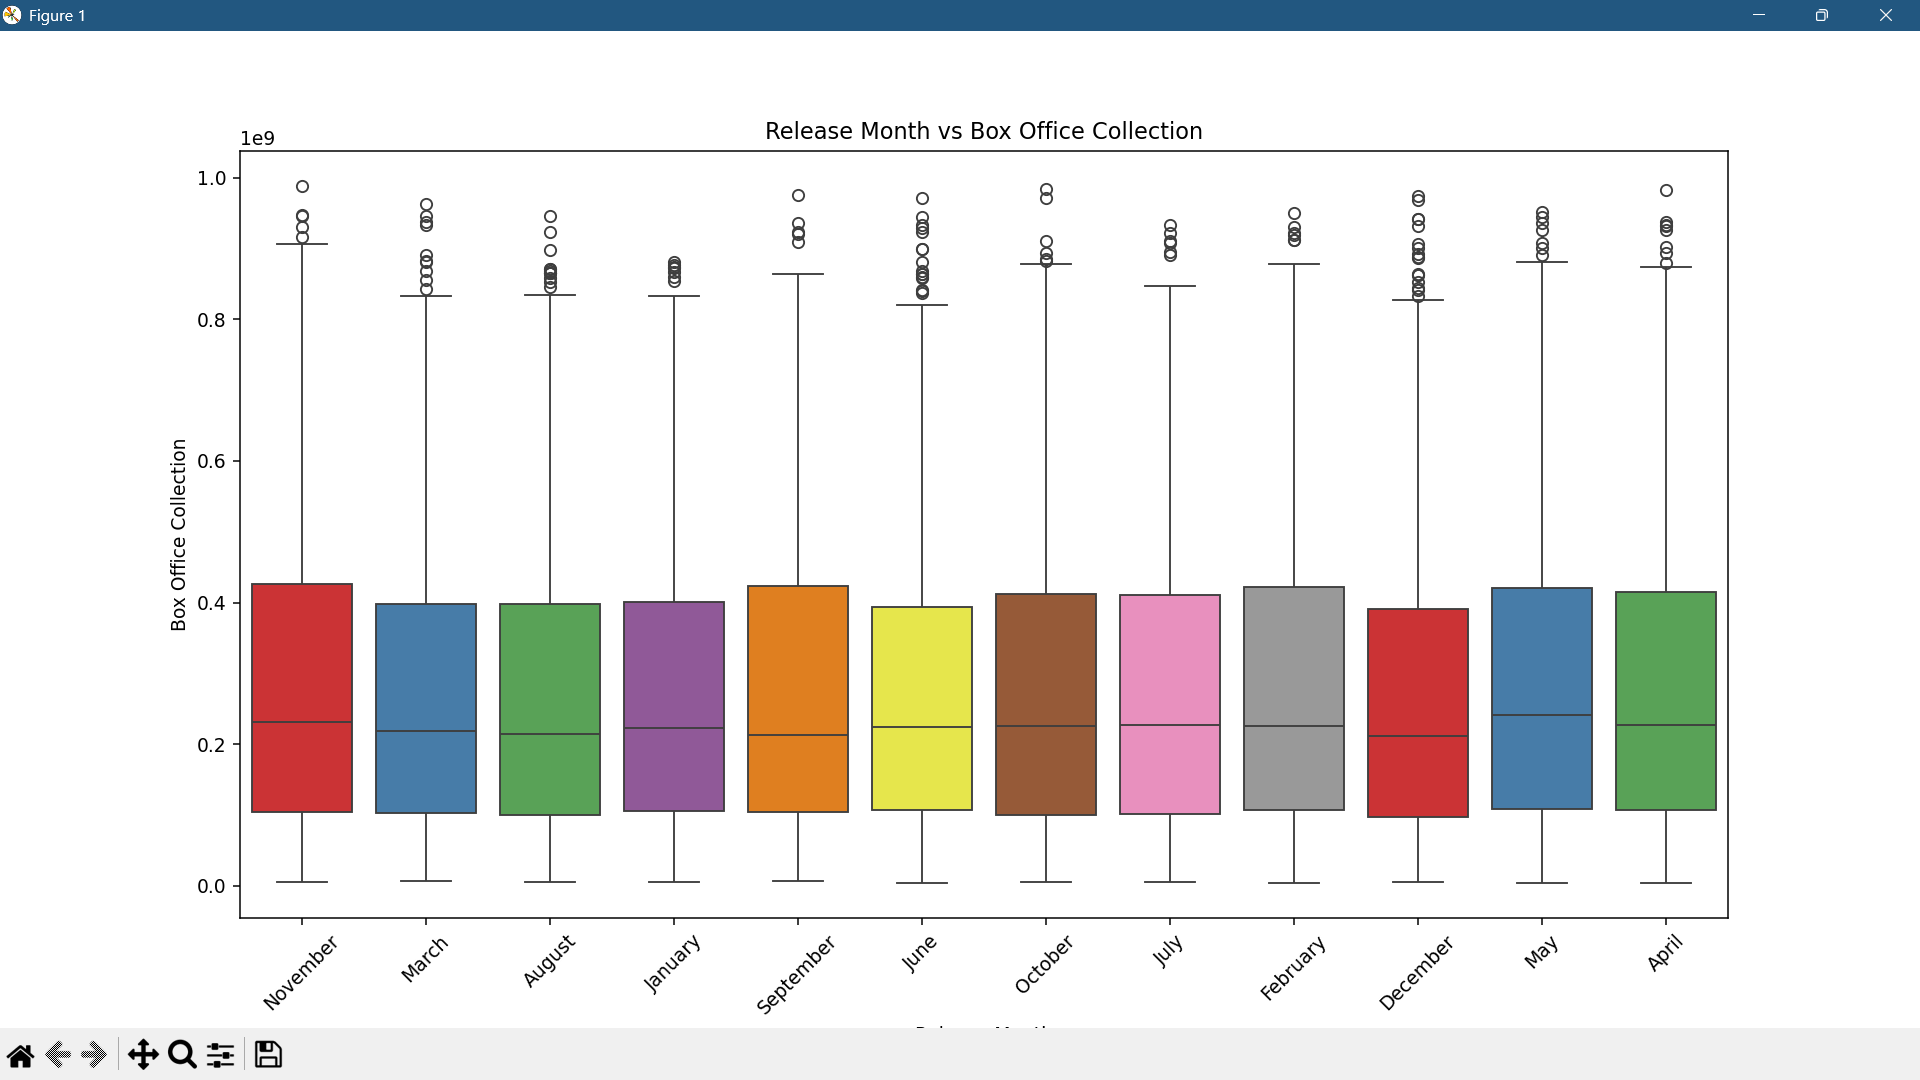 Figure 1
Release Month vs Box Office Collection
1e9
1.0
0.8
0.6
0.4
0.2
0.0
Box Office Collection
November
March
August
January
September
June
October
July
February
December
May
April